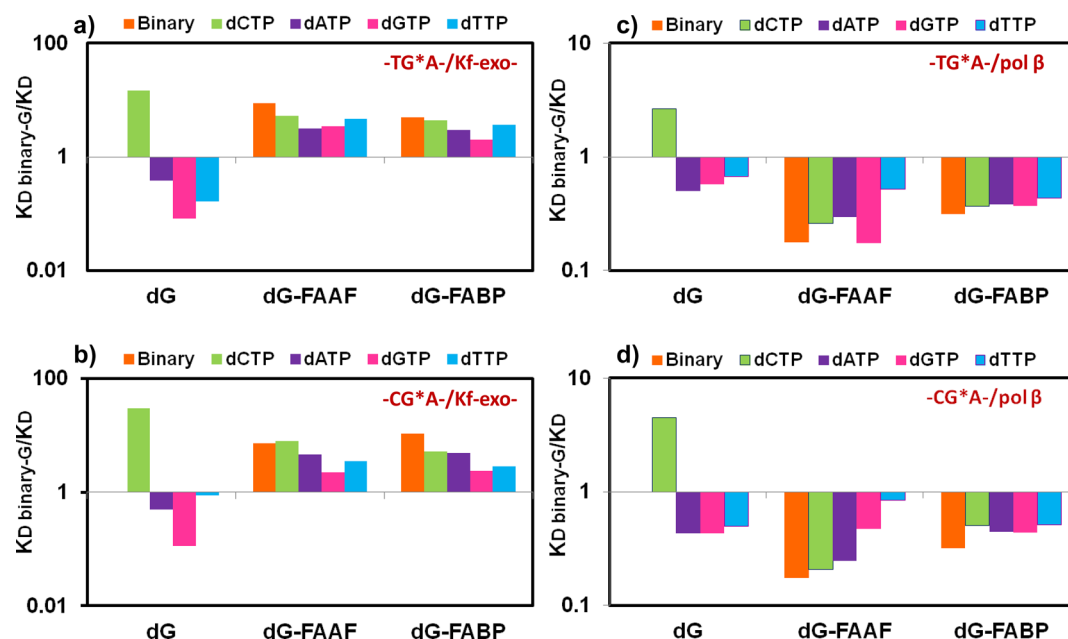 a) Binary dCTP dATP dGTP dTTP
100
-TG*A-/Kf-exo-
KD binary-G/KD
1
0.01
dG dG-FAAF dG-FABP
c) Binary dCTP dATP dGTP dTTP
10
-TG*A-/pol β
KD binary-G/KD
1
0.1
dG dG-FAAF dG-FABP
b) Binary dCTP dATP dGTP dTTP
100
-CG*A-/Kf-exo-
KD binary-G/KD
1
0.01
dG dG-FAAF dG-FABP
d) Binary dCTP dATP dGTP dTTP
10
-CG*A-/pol β
KD binary-G/KD
1
0.1
dG dG-FAAF dG-FABP